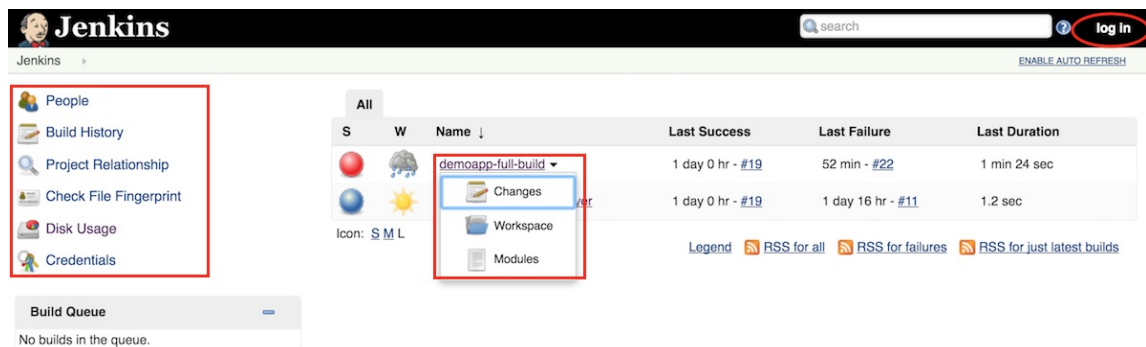 Jenkins
search
log in
Jenkins
ENABLE AUTO REFRESH
People
Build History
Project Relationship
Check File Fingerprint
Disk Usage
Credentials
All
S W Name ↓ Last Success Last Failure Last Duration
demoapp-full-build 1 day 0 hr - #19 52 min - #22 1 min 24 sec
Changes
1 day 0 hr - #19 1 day 16 hr - #11 1.2 sec
Workspace
Modules
Icon: S M L
Legend RSS for all RSS for failures RSS for just latest builds
Build Queue
No builds in the queue.